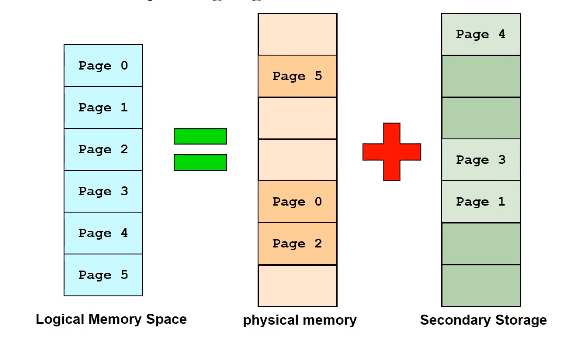 Page 0
Page 1
Page 2
Page 3
Page 4
Page 5
Logical Memory Space
Page 5
Page 0
Page 2
physical memory
Page 4
Page 3
Page 1
Secondary Storage